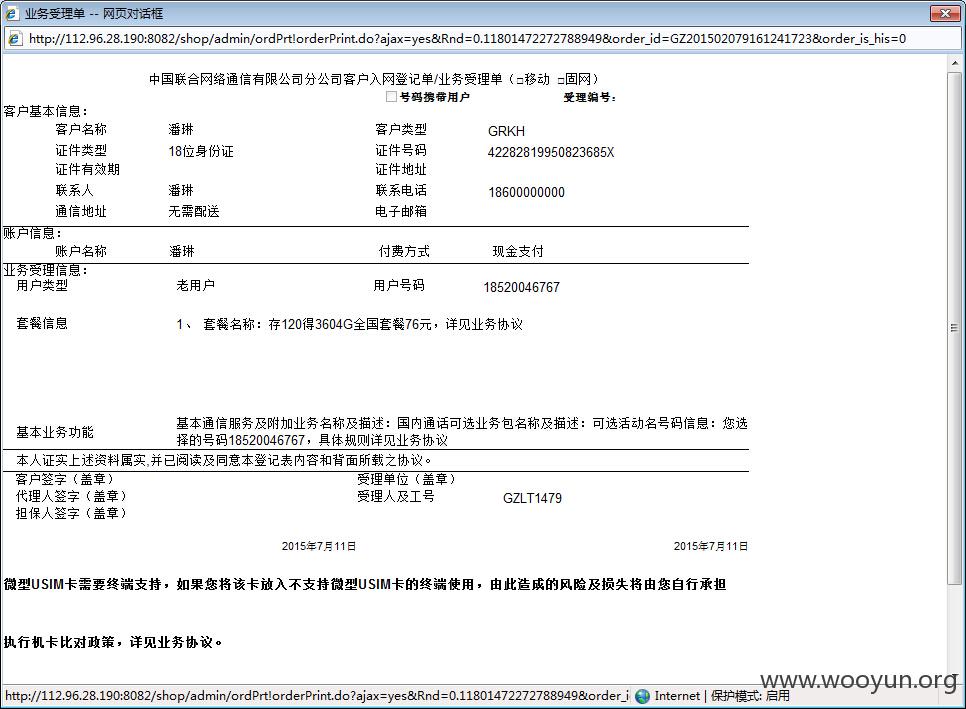 业务受理单 -- 网页对话框
http://112.96.28.190:8082/shop/admin/ordPrt!orderPrint.do?ajax=yes&Rnd=0.11801472272788949&order_id=GZ201502079161241723&order_is_his=0
中国联合网络通信有限公司分公司客户入网登记单/业务受理单（□移动 □固网）
号码携带用户 受理编号：
客户基本信息：
客户名称 潘琳 客户类型 GRKH
证件类型 18位身份证 证件号码 42282819950823685X
证件有效期 证件地址
联系人 潘琳 联系电话 18600000000
通信地址 无需配送 电子邮箱
账户信息：
账户名称 潘琳 付费方式 现金支付
业务受理信息：
用户类型 老用户 用户号码 18520046767
套餐信息 1、 套餐名称：存120得3604G全国套餐76元，详见业务协议
基本业务功能 基本通信服务及附加业务名称及描述：国内通话可选业务包名称及描述：可选活动名号码信息：您选
择的号码18520046767，具体规则详见业务协议
本人证实上述资料属实,并已阅读及同意本登记表内容和背面所载之协议。
客户签字（盖章） 受理单位（盖章）
代理人签字（盖章） 受理人及工号 GZLT1479
担保人签字（盖章）
2015年7月11日 2015年7月11日
微型USIM卡需要终端支持，如果您将该卡放入不支持微型USIM卡的终端使用，由此造成的风险及损失将由您自行承担
执行机卡比对政策，详见业务协议。
www.wooyun.org
http://112.96.28.190:8082/shop/admin/ordPrt!orderPrint.do?ajax=yes&Rnd=0.11801472272788949&order_i Internet | 保护模式: 启用